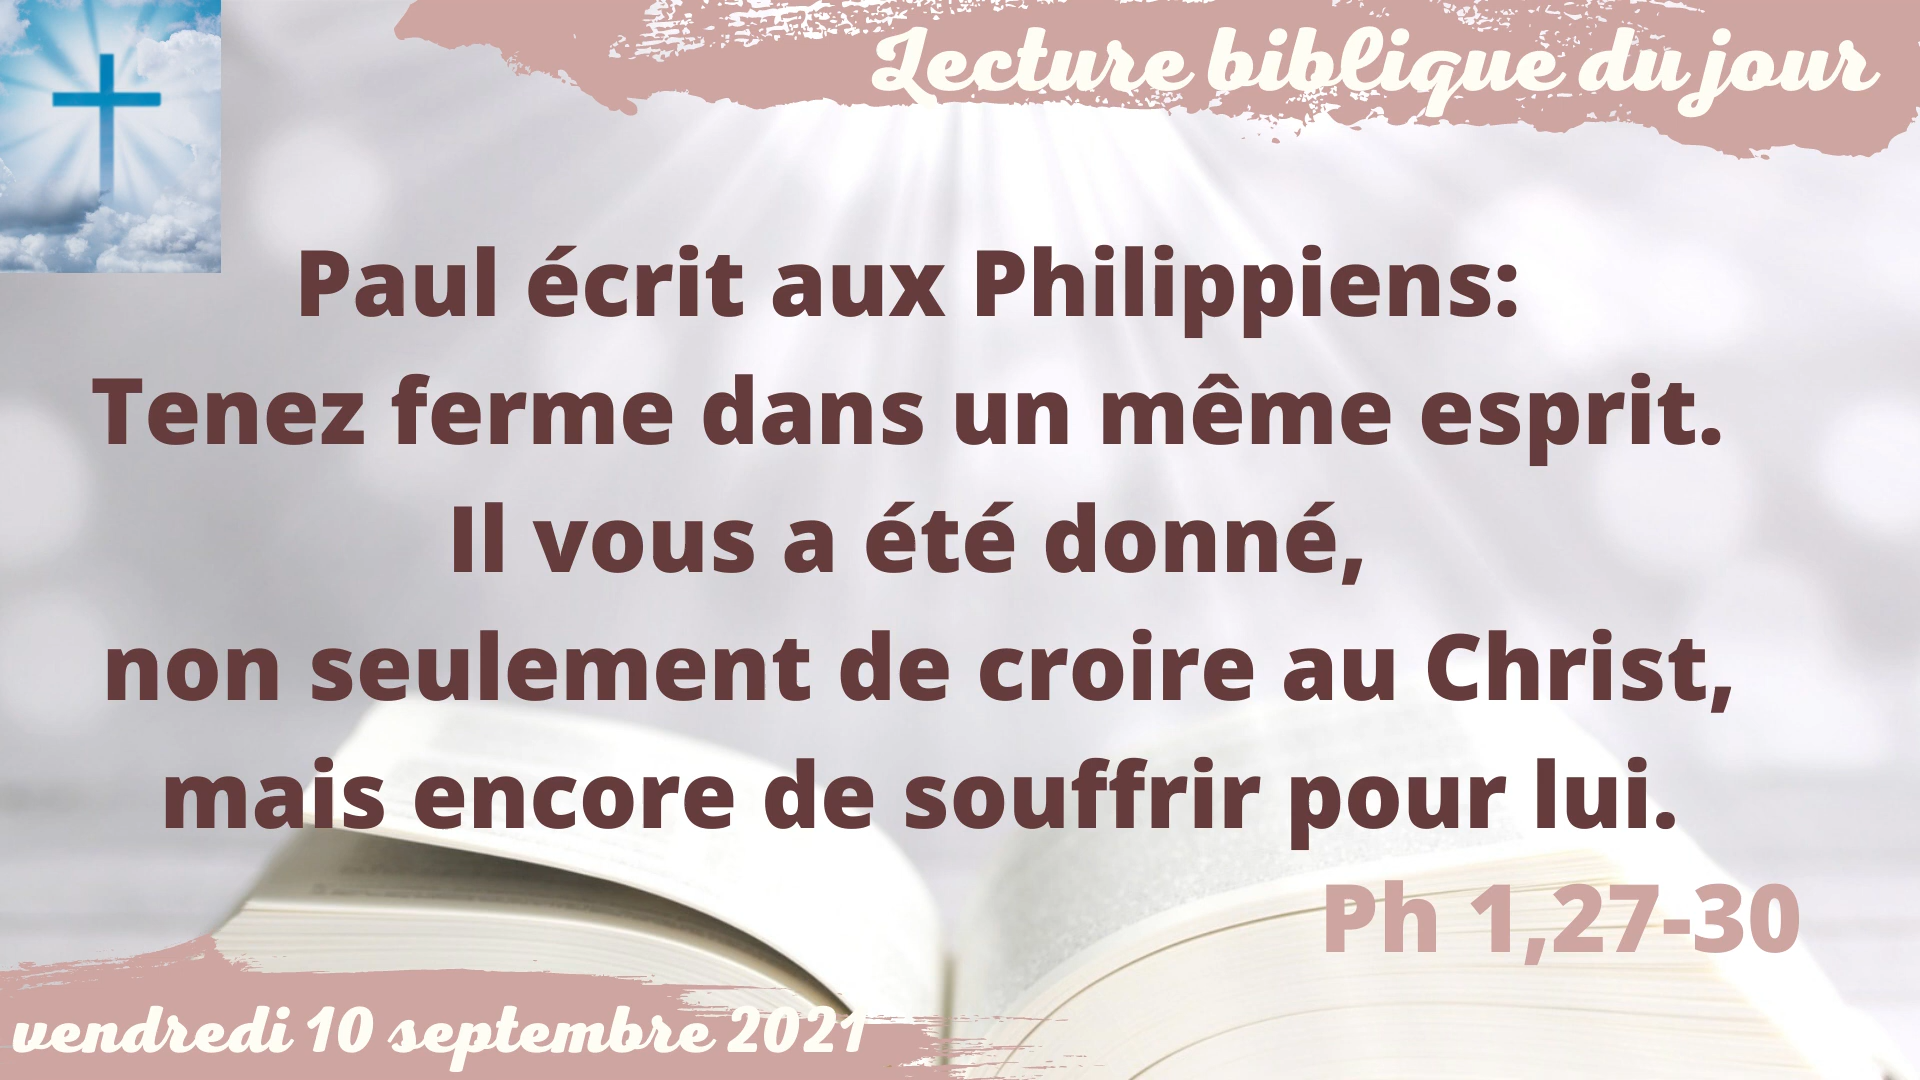 Lecture biblique du jour
Paul écrit aux Philippiens:
Tenez ferme dans un même esprit.
Il vous a été donné,
non seulement de croire au Christ,
mais encore de souffrir pour lui.
Ph 1,27-30
vendredi 10 septembre 2021